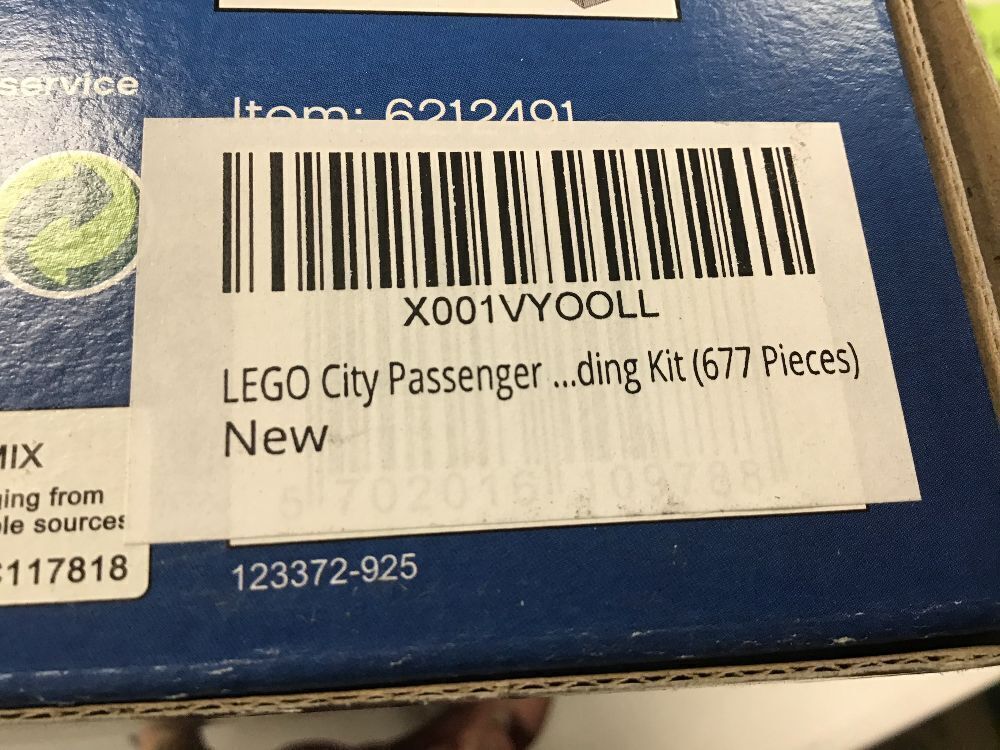 service
Item: 6212491
X001VYOOLL
LEGO City Passenger ...ding Kit (677 Pieces)
New
MIX
ging from
le sources
117818
123372-925